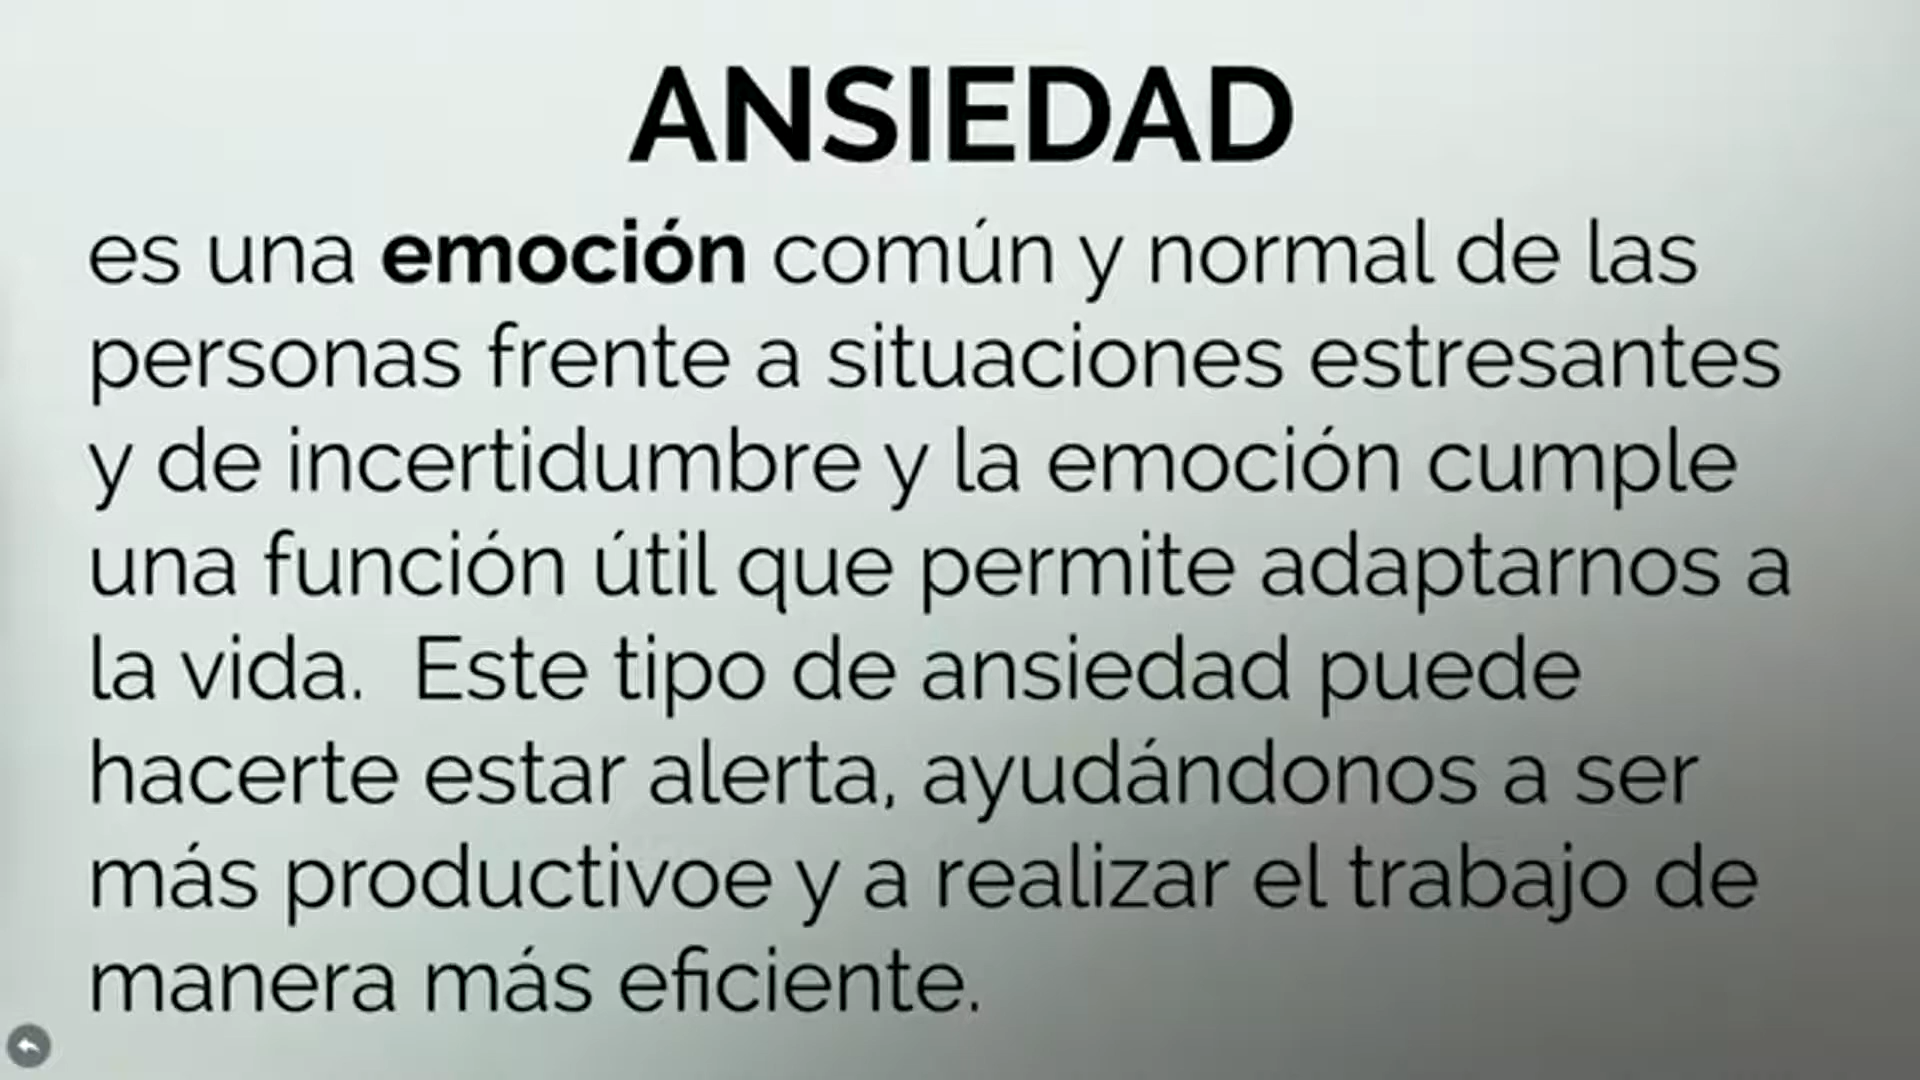 ANSIEDAD
es una emoción común y normal de las
personas frente a situaciones estresantes
y de incertidumbre y la emoción cumple
una función útil que permite adaptarnos a
la vida.  Este tipo de ansiedad puede
hacerte estar alerta, ayudándonos a ser
más productivoe y a realizar el trabajo de
manera más eficiente.